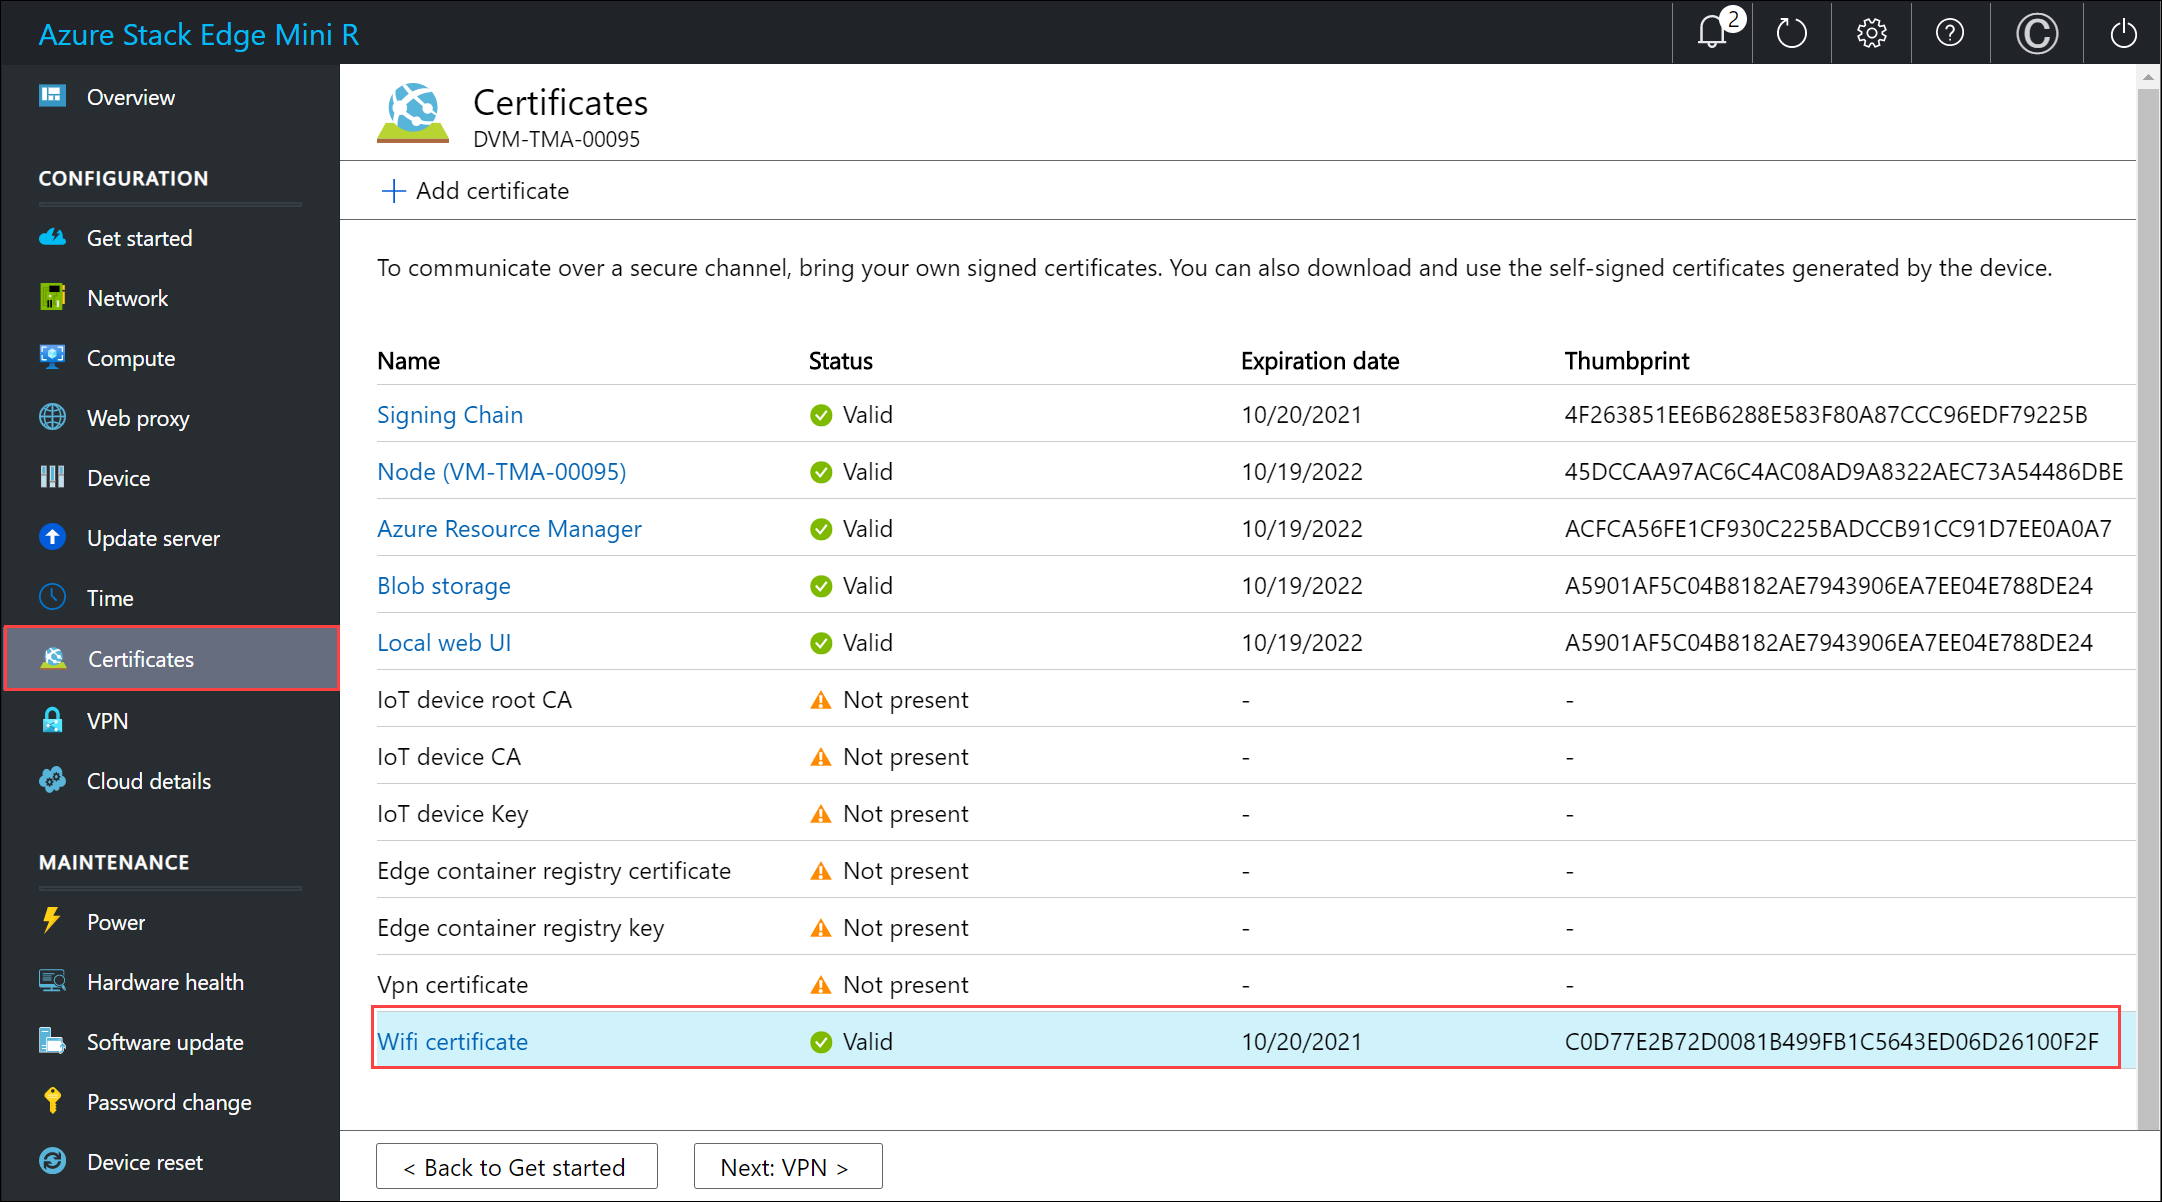 Azure Stack Edge Mini R
2
Overview
CONFIGURATION
Get started
Network
Compute
Web proxy
Device
Update server
Time
Certificates
VPN
Cloud details
MAINTENANCE
Power
Hardware health
Software update
Password change
Device reset
Certificates
DVM-TMA-00095
Add certificate
To communicate over a secure channel, bring your own signed certificates. You can also download and use the self-signed certificates generated by the device.
Name Status Expiration date Thumbprint
Signing Chain Valid 10/20/2021 4F263851EE6B6288E583F80A87CCC96EDF79225B
Node (VM-TMA-00095) Valid 10/19/2022 45DCCAA97AC6C4AC08AD9A8322AEC73A54486DBE
Azure Resource Manager Valid 10/19/2022 ACFCA56FE1CF930C225BADCCB91CC91D7EE0A0A7
Blob storage Valid 10/19/2022 A5901AF5C04B8182AE7943906EA7EE04E788DE24
Local web UI Valid 10/19/2022 A5901AF5C04B8182AE7943906EA7EE04E788DE24
IoT device root CA Not present - -
IoT device CA Not present - -
IoT device Key Not present - -
Edge container registry certificate Not present - -
Edge container registry key Not present - -
Vpn certificate Not present - -
Wifi certificate Valid 10/20/2021 C0D77E2B72D0081B499FB1C5643ED06D26100F2F
< Back to Get started Next: VPN >